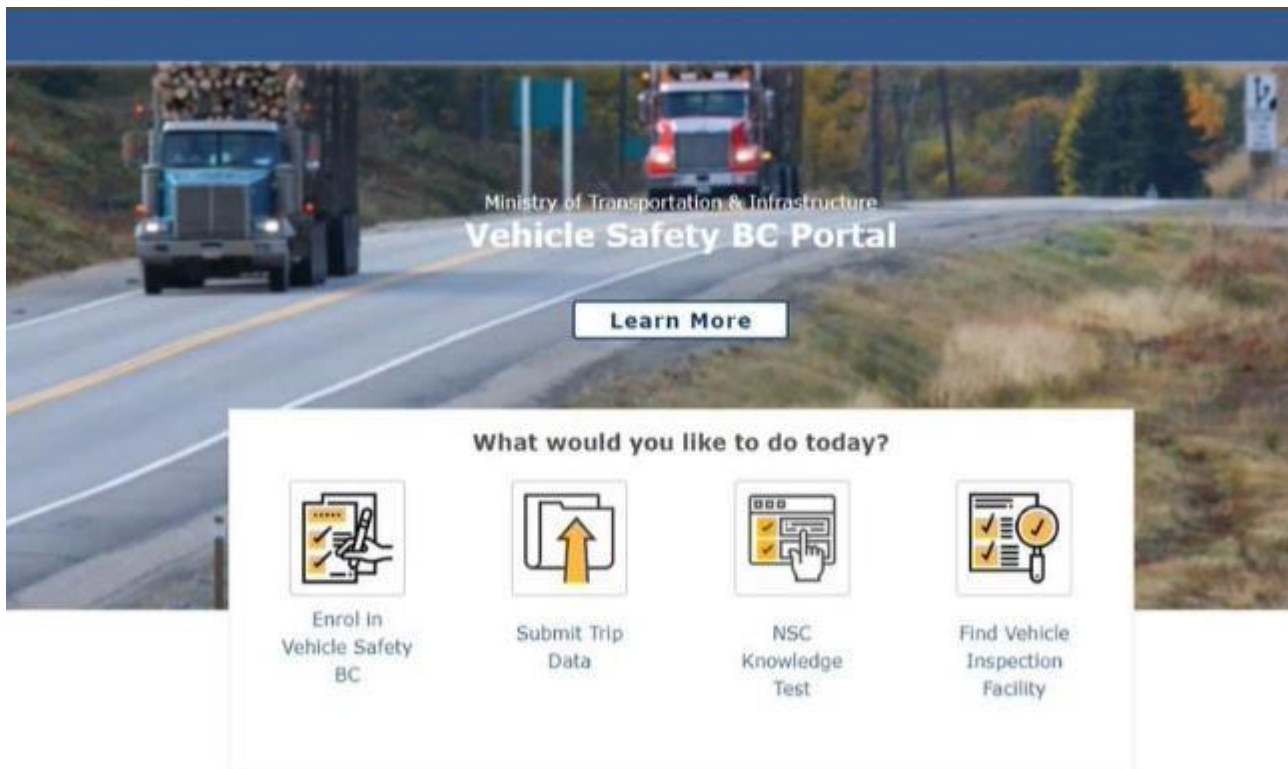 Ministry of Transportation & Infrastructure
Vehicle Safety BC Portal
Learn More
What would you like to do today?
Enrol in
Vehicle Safety
BC
Submit Trip
Data
NSC
Knowledge
Test
Find Vehicle
Inspection
Facility